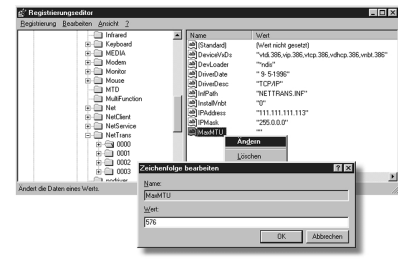 Registrierungseditor
Registrierung Bearbeiten Ansicht ?
Infrared
Keyboard
MEDIA
Modem
Monitor
Mouse
MTD
MultiFunction
Net
NetClient
NetService
NetTrans
0000
0001
0002
0003
nodriver
Name Wert
(Standard) (Wert nicht gesetzt)
DeviceVxDs "vtdi.386,vip.386,vtcp.386,vdhcp.386,vnbt.386"
DevLoader "*ndis"
DriverDate " 9- 5-1996"
DriverDesc "TCP/IP"
InfPath "NETTRANS.INF"
InstallVnbt "0"
IPAddress "111.111.111.113"
IPMask "255.0.0.0"
MaxMTU ""
Ändern
Löschen
Ändert die Daten eines Werts.
Zeichenfolge bearbeiten
Name:
MaxMTU
Wert:
576
OK Abbrechen